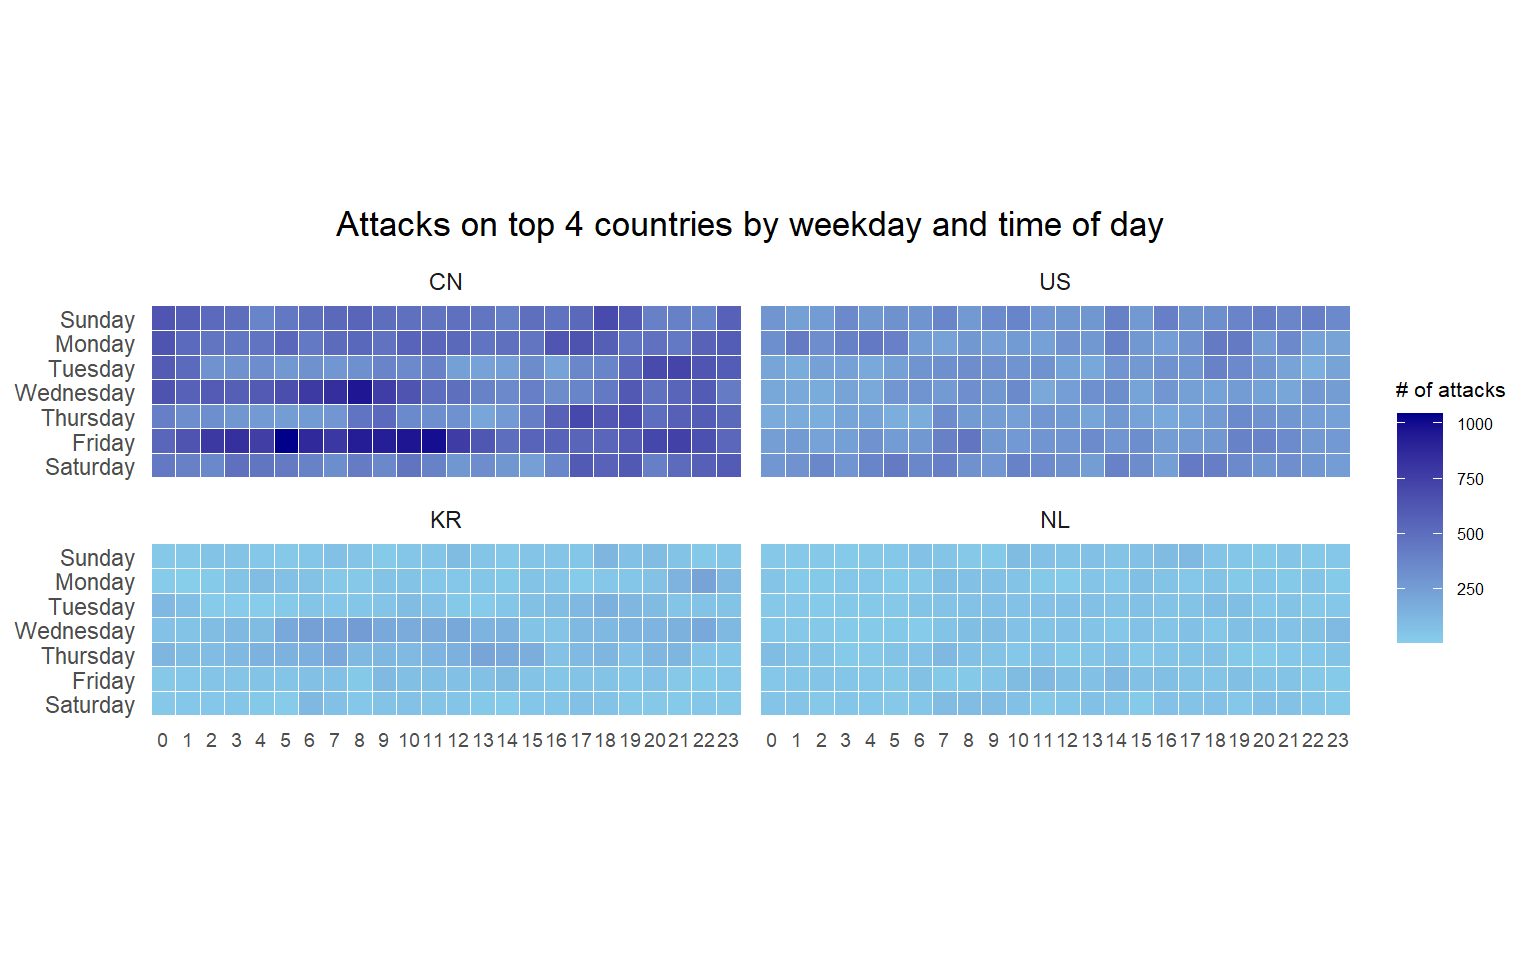 Attacks on top 4 countries by weekday and time of day
CN
US
Sunday
Monday
Tuesday
Wednesday
Thursday
Friday
Saturday
# of attacks
1000
750
500
250
KR
NL
Sunday
Monday
Tuesday
Wednesday
Thursday
Friday
Saturday
0 1 2 3 4 5 6 7 8 9 10 11 12 13 14 15 16 17 18 19 20 21 22 23
0 1 2 3 4 5 6 7 8 9 10 11 12 13 14 15 16 17 18 19 20 21 22 23